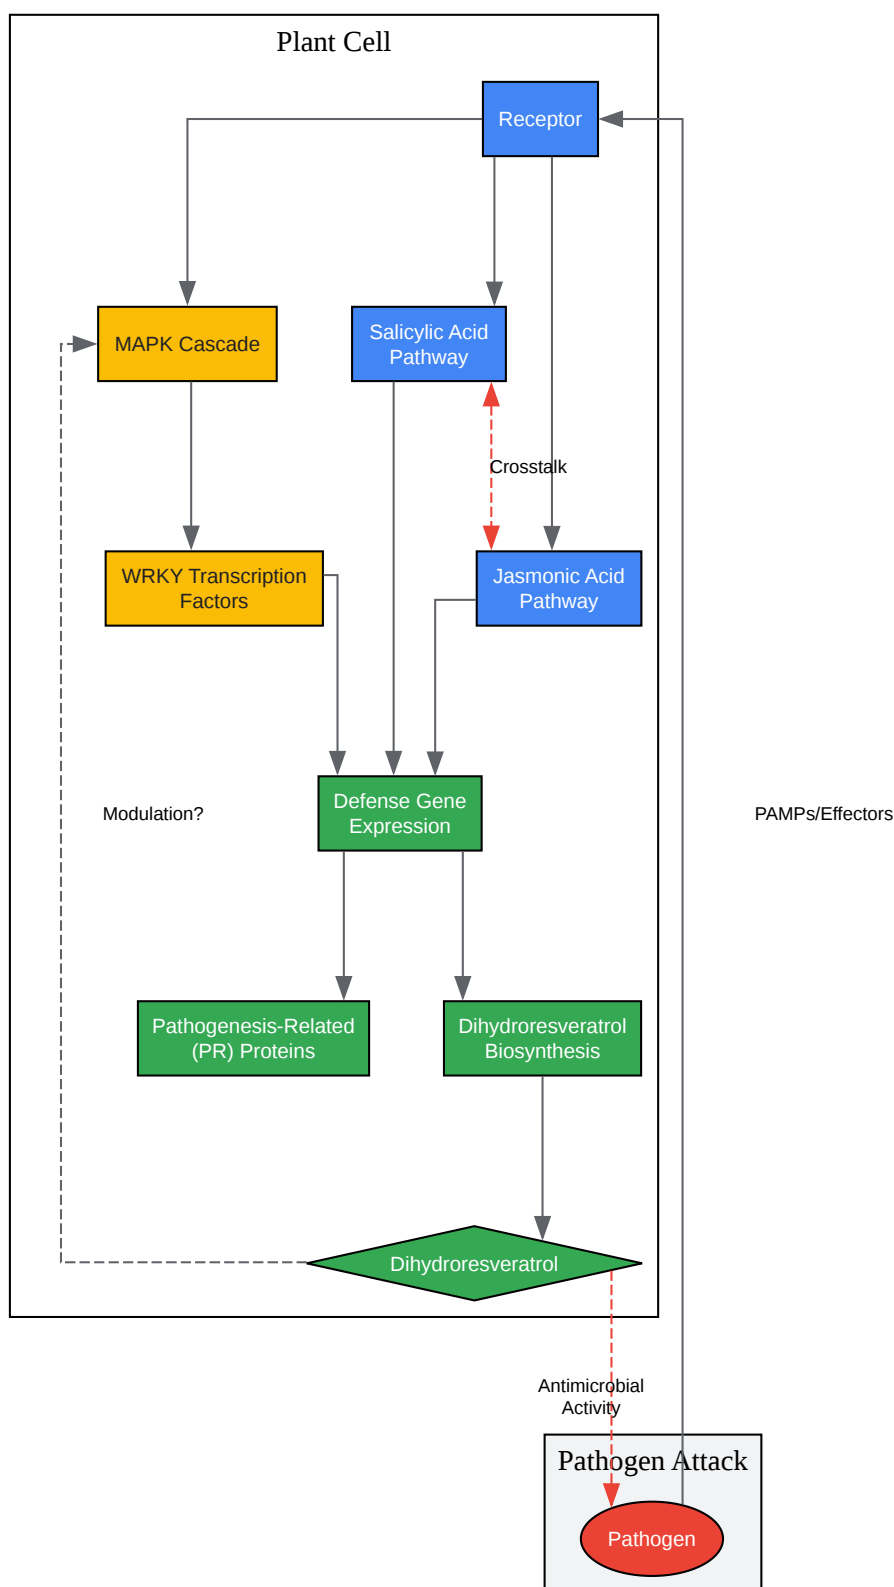 Plant Cell
Receptor
MAPK Cascade
Salicylic Acid
Pathway
Crosstalk
WRKY Transcription
Factors
Jasmonic Acid
Pathway
Modulation?
Defense Gene
Expression
PAMPs/Effectors
Pathogenesis-Related
(PR) Proteins
Dihydroresveratrol
Biosynthesis
Dihydroresveratrol
Antimicrobial
Activity
Pathogen Attack
Pathogen